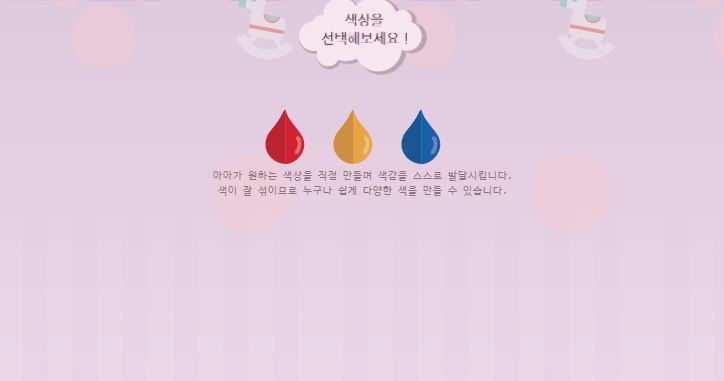 색상을
선택해보세요 !
아아가 원하는 색상을 직접 만들며 색감을 스스로 발달시킵니다.
색이 잘 섞이므로 누구나 쉽게 다양한 색을 만들 수 있습니다.